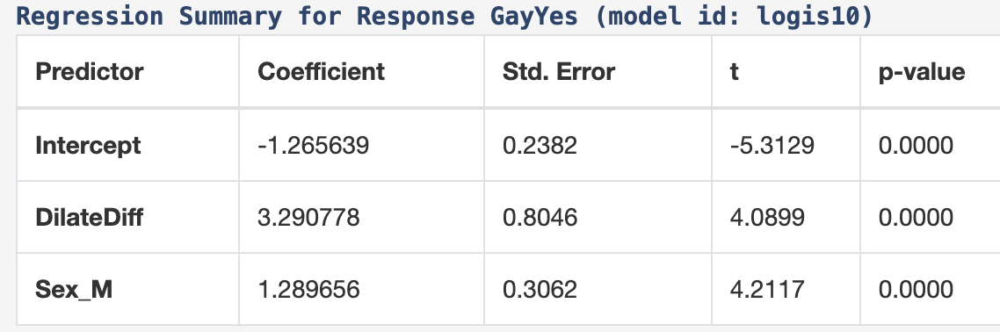 Regression Summary for Response GayYes (model id: logis10)
Predictor Coefficient Std. Error t p-value
Intercept -1.265639 0.2382 -5.3129 0.0000
DilateDiff 3.290778 0.8046 4.0899 0.0000
Sex_M 1.289656 0.3062 4.2117 0.0000